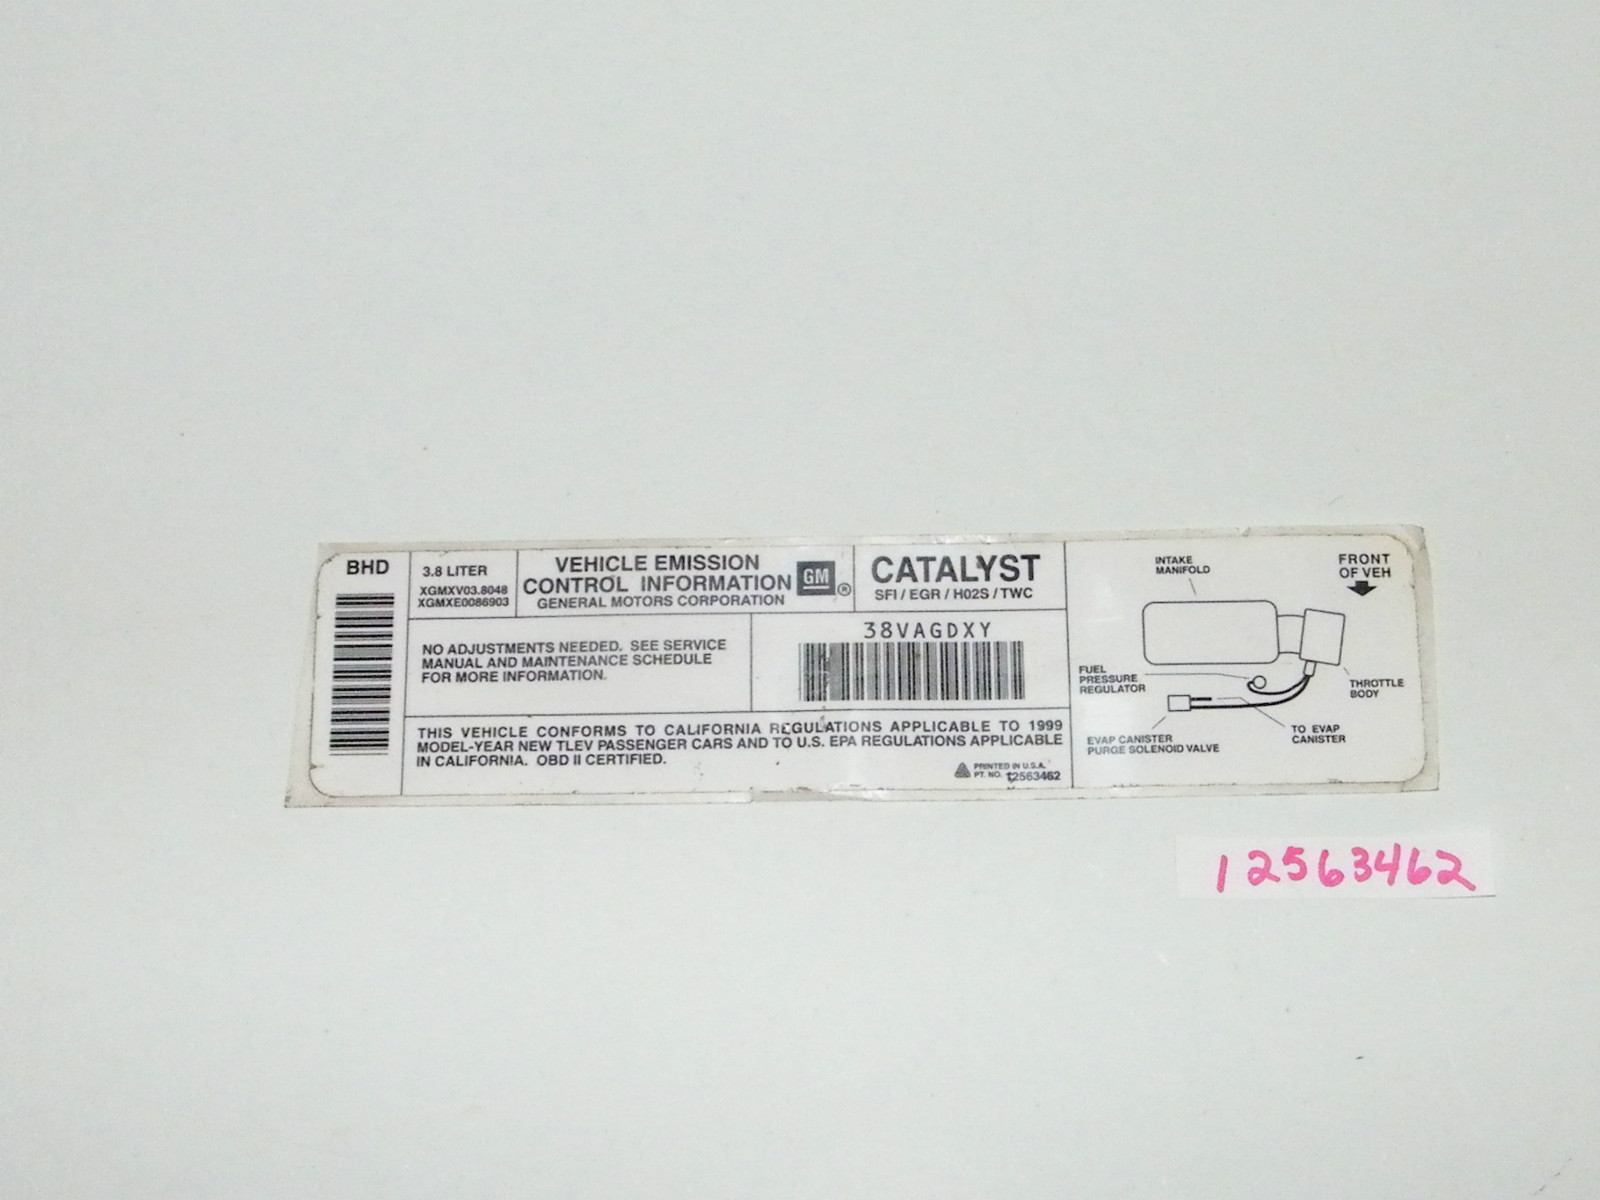 BHD
3.8 LITER
XGMXV03.8048
XGMXE0086903
VEHICLE EMISSION
CONTROL INFORMATION
GENERAL MOTORS CORPORATION
GM ®
CATALYST
SFI / EGR / H02S / TWC
NO ADJUSTMENTS NEEDED. SEE SERVICE
MANUAL AND MAINTENANCE SCHEDULE
FOR MORE INFORMATION.
38VAGDXY
THIS VEHICLE CONFORMS TO CALIFORNIA REGULATIONS APPLICABLE TO 1999
MODEL-YEAR NEW TLEV PASSENGER CARS AND TO U.S. EPA REGULATIONS APPLICABLE
IN CALIFORNIA. OBD II CERTIFIED.
PRINTED IN U.S.A.
PT. NO. 12563462
INTAKE
MANIFOLD
FRONT
OF VEH
FUEL
PRESSURE
REGULATOR
THROTTLE
BODY
EVAP CANISTER
PURGE SOLENOID VALVE
TO EVAP
CANISTER
12563462